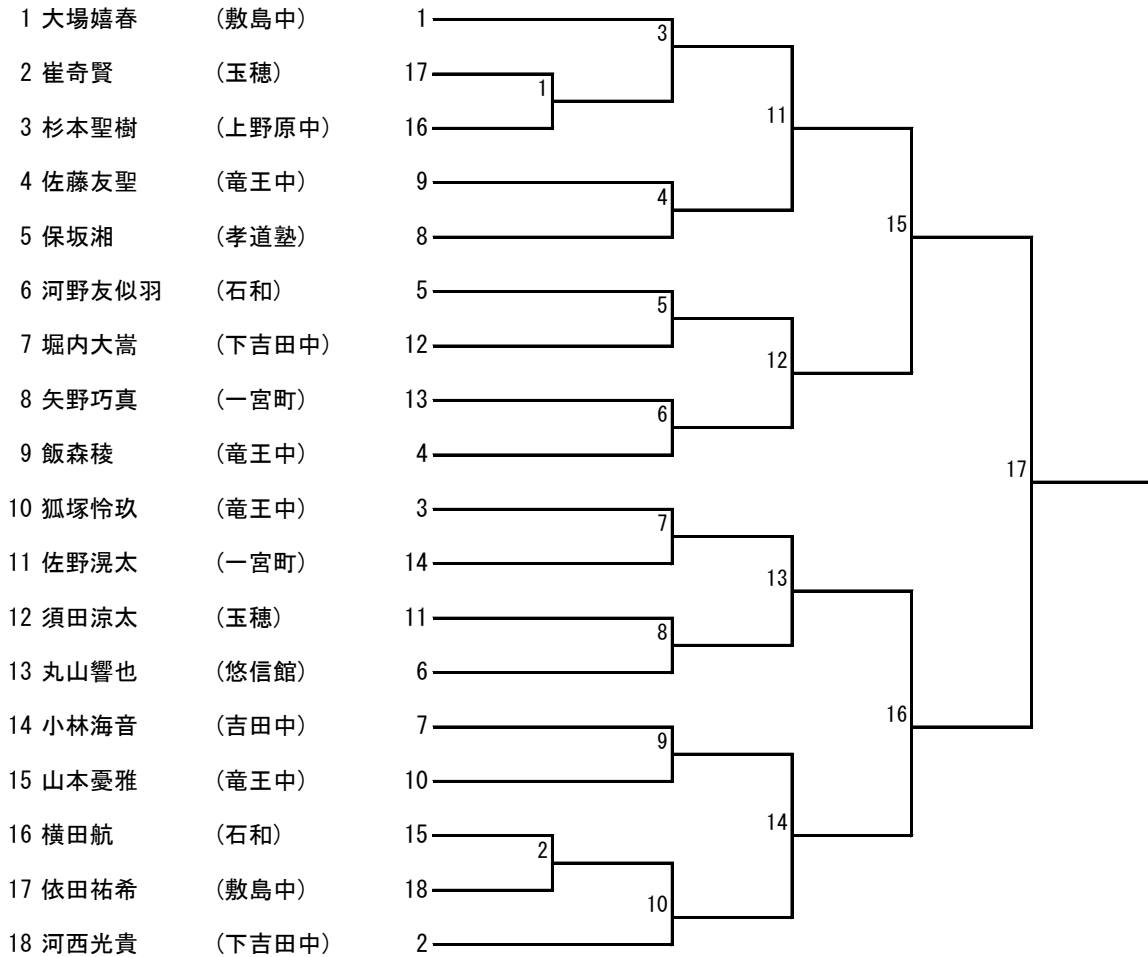 1 大場嬉春 (敷島中) 1
3
2 崔奇賢 (玉穂) 17
1
11
3 杉本聖樹 (上野原中) 16
4 佐藤友聖 (竜王中) 9
4
15
5 保坂湘 (孝道塾) 8
6 河野友似羽 (石和) 5
5
7 堀内大嵩 (下吉田中) 12
12
8 矢野巧真 (一宮町) 13
6
9 飯森稜 (竜王中) 4
17
10 狐塚怜玖 (竜王中) 3
7
11 佐野滉太 (一宮町) 14
13
12 須田涼太 (玉穂) 11
8
13 丸山響也 (悠信館) 6
16
14 小林海音 (吉田中) 7
9
15 山本憂雅 (竜王中) 10
14
16 横田航 (石和) 15
2
17 依田祐希 (敷島中) 18
10
18 河西光貴 (下吉田中) 2